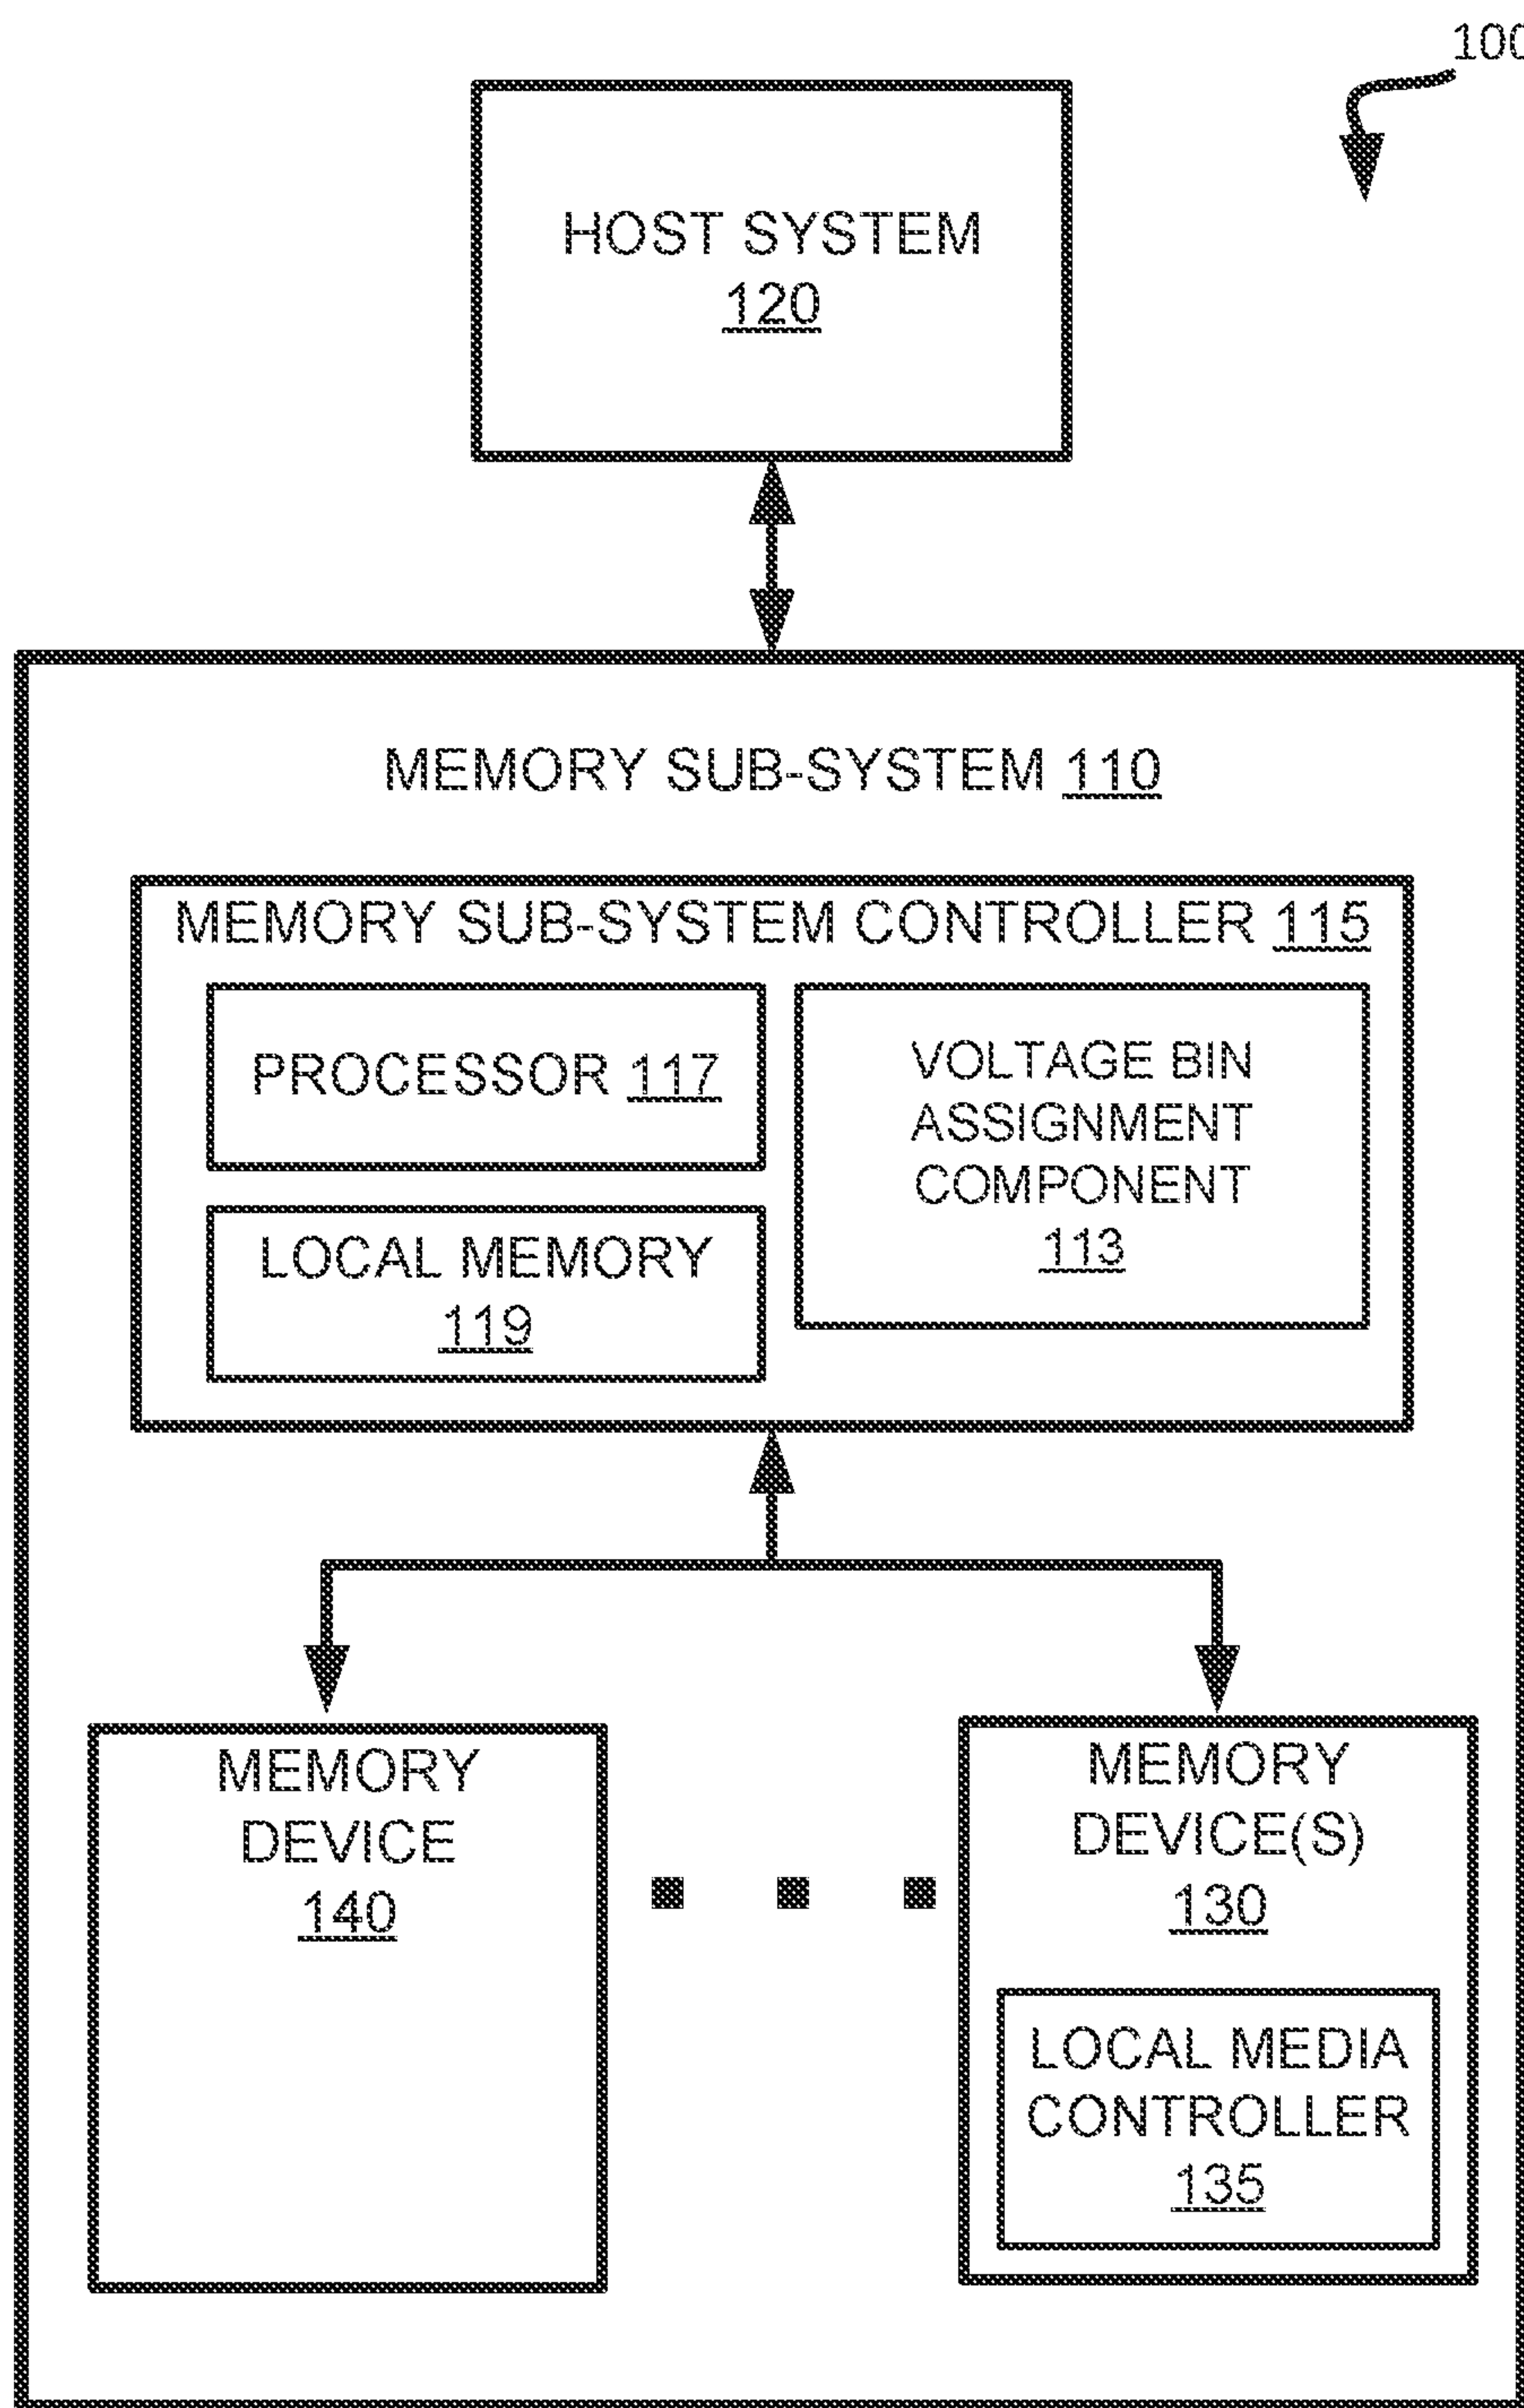 100
HOST SYSTEM
120
MEMORY SUB-SYSTEM 110
MEMORY SUB-SYSTEM CONTROLLER 115
PROCESSOR 117
LOCAL MEMORY
119
VOLTAGE BIN
ASSIGNMENT
COMPONENT
113
MEMORY
DEVICE
140
MEMORY
DEVICE(S)
130
LOCAL MEDIA
CONTROLLER
135